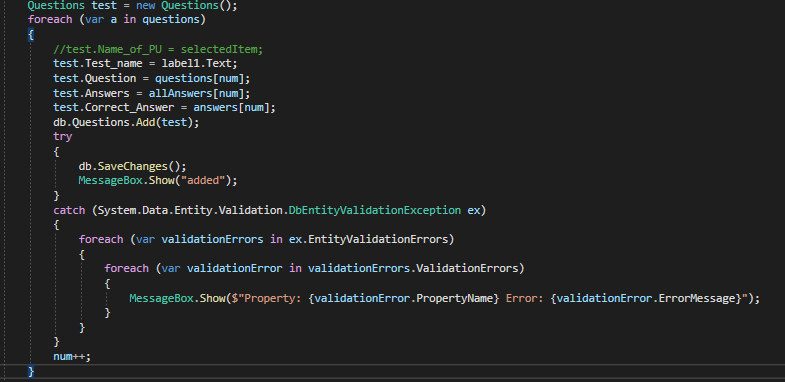 Questions test = new Questions();
foreach (var a in questions)
{
//test.Name_of_PU = selectedItem;
test.Test_name = label1.Text;
test.Question = questions[num];
test.Answers = allAnswers[num];
test.Correct_Answer = answers[num];
db.Questions.Add(test);
try
{
db.SaveChanges();
MessageBox.Show("added");
}
catch (System.Data.Entity.Validation.DbEntityValidationException ex)
{
foreach (var validationErrors in ex.EntityValidationErrors)
{
foreach (var validationError in validationErrors.ValidationErrors)
{
MessageBox.Show($"Property: {validationError.PropertyName} Error: {validationError.ErrorMessage}");
}
}
}
num++;
}